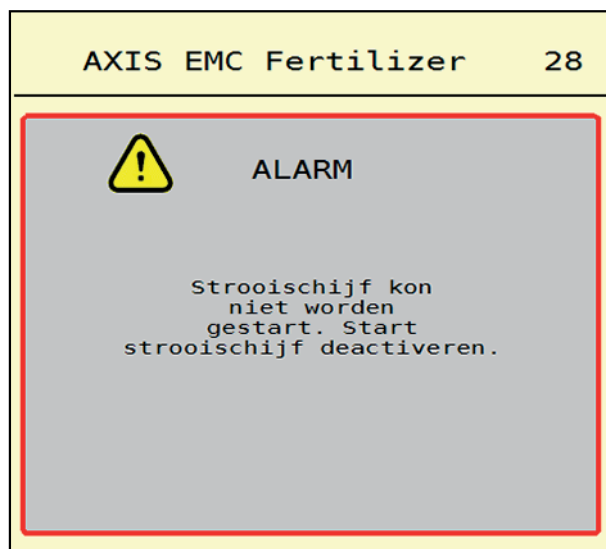 AXIS EMC Fertilizer 28
ALARM
Strooischijf kon
niet worden
gestart. Start
strooischijf deactiveren.